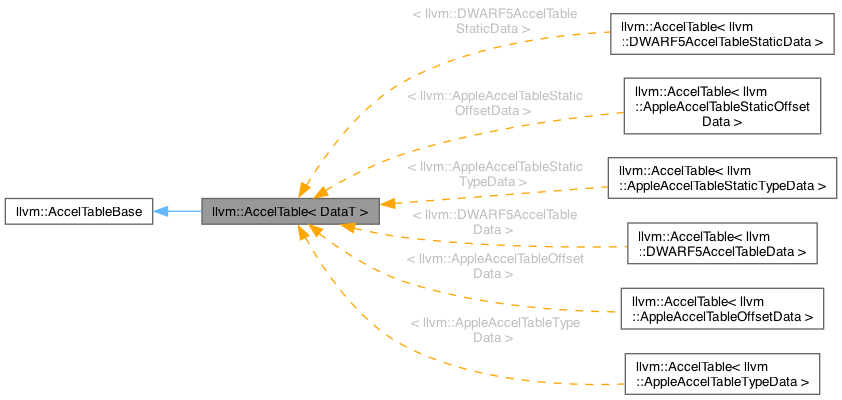 < llvm::DWARF5AccelTable
StaticData >
llvm::AccelTable< llvm
::DWARF5AccelTableStaticData >
< llvm::AppleAccelTableStatic
OffsetData >
llvm::AccelTable< llvm
::AppleAccelTableStaticOffset
Data >
< llvm::AppleAccelTableStatic
TypeData >
llvm::AccelTable< llvm
::AppleAccelTableStaticTypeData >
llvm::AccelTableBase
llvm::AccelTable< DataT >
< llvm::DWARF5AccelTable
Data >
llvm::AccelTable< llvm
::DWARF5AccelTableData >
< llvm::AppleAccelTableOffset
Data >
llvm::AccelTable< llvm
::AppleAccelTableOffsetData >
< llvm::AppleAccelTableType
Data >
llvm::AccelTable< llvm
::AppleAccelTableTypeData >